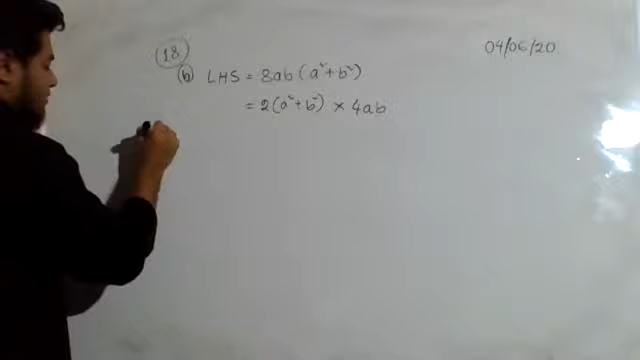 04/06/20
18.
(b) LHS = 8ab (a²+b²)
= 2(a²+b²) × 4ab